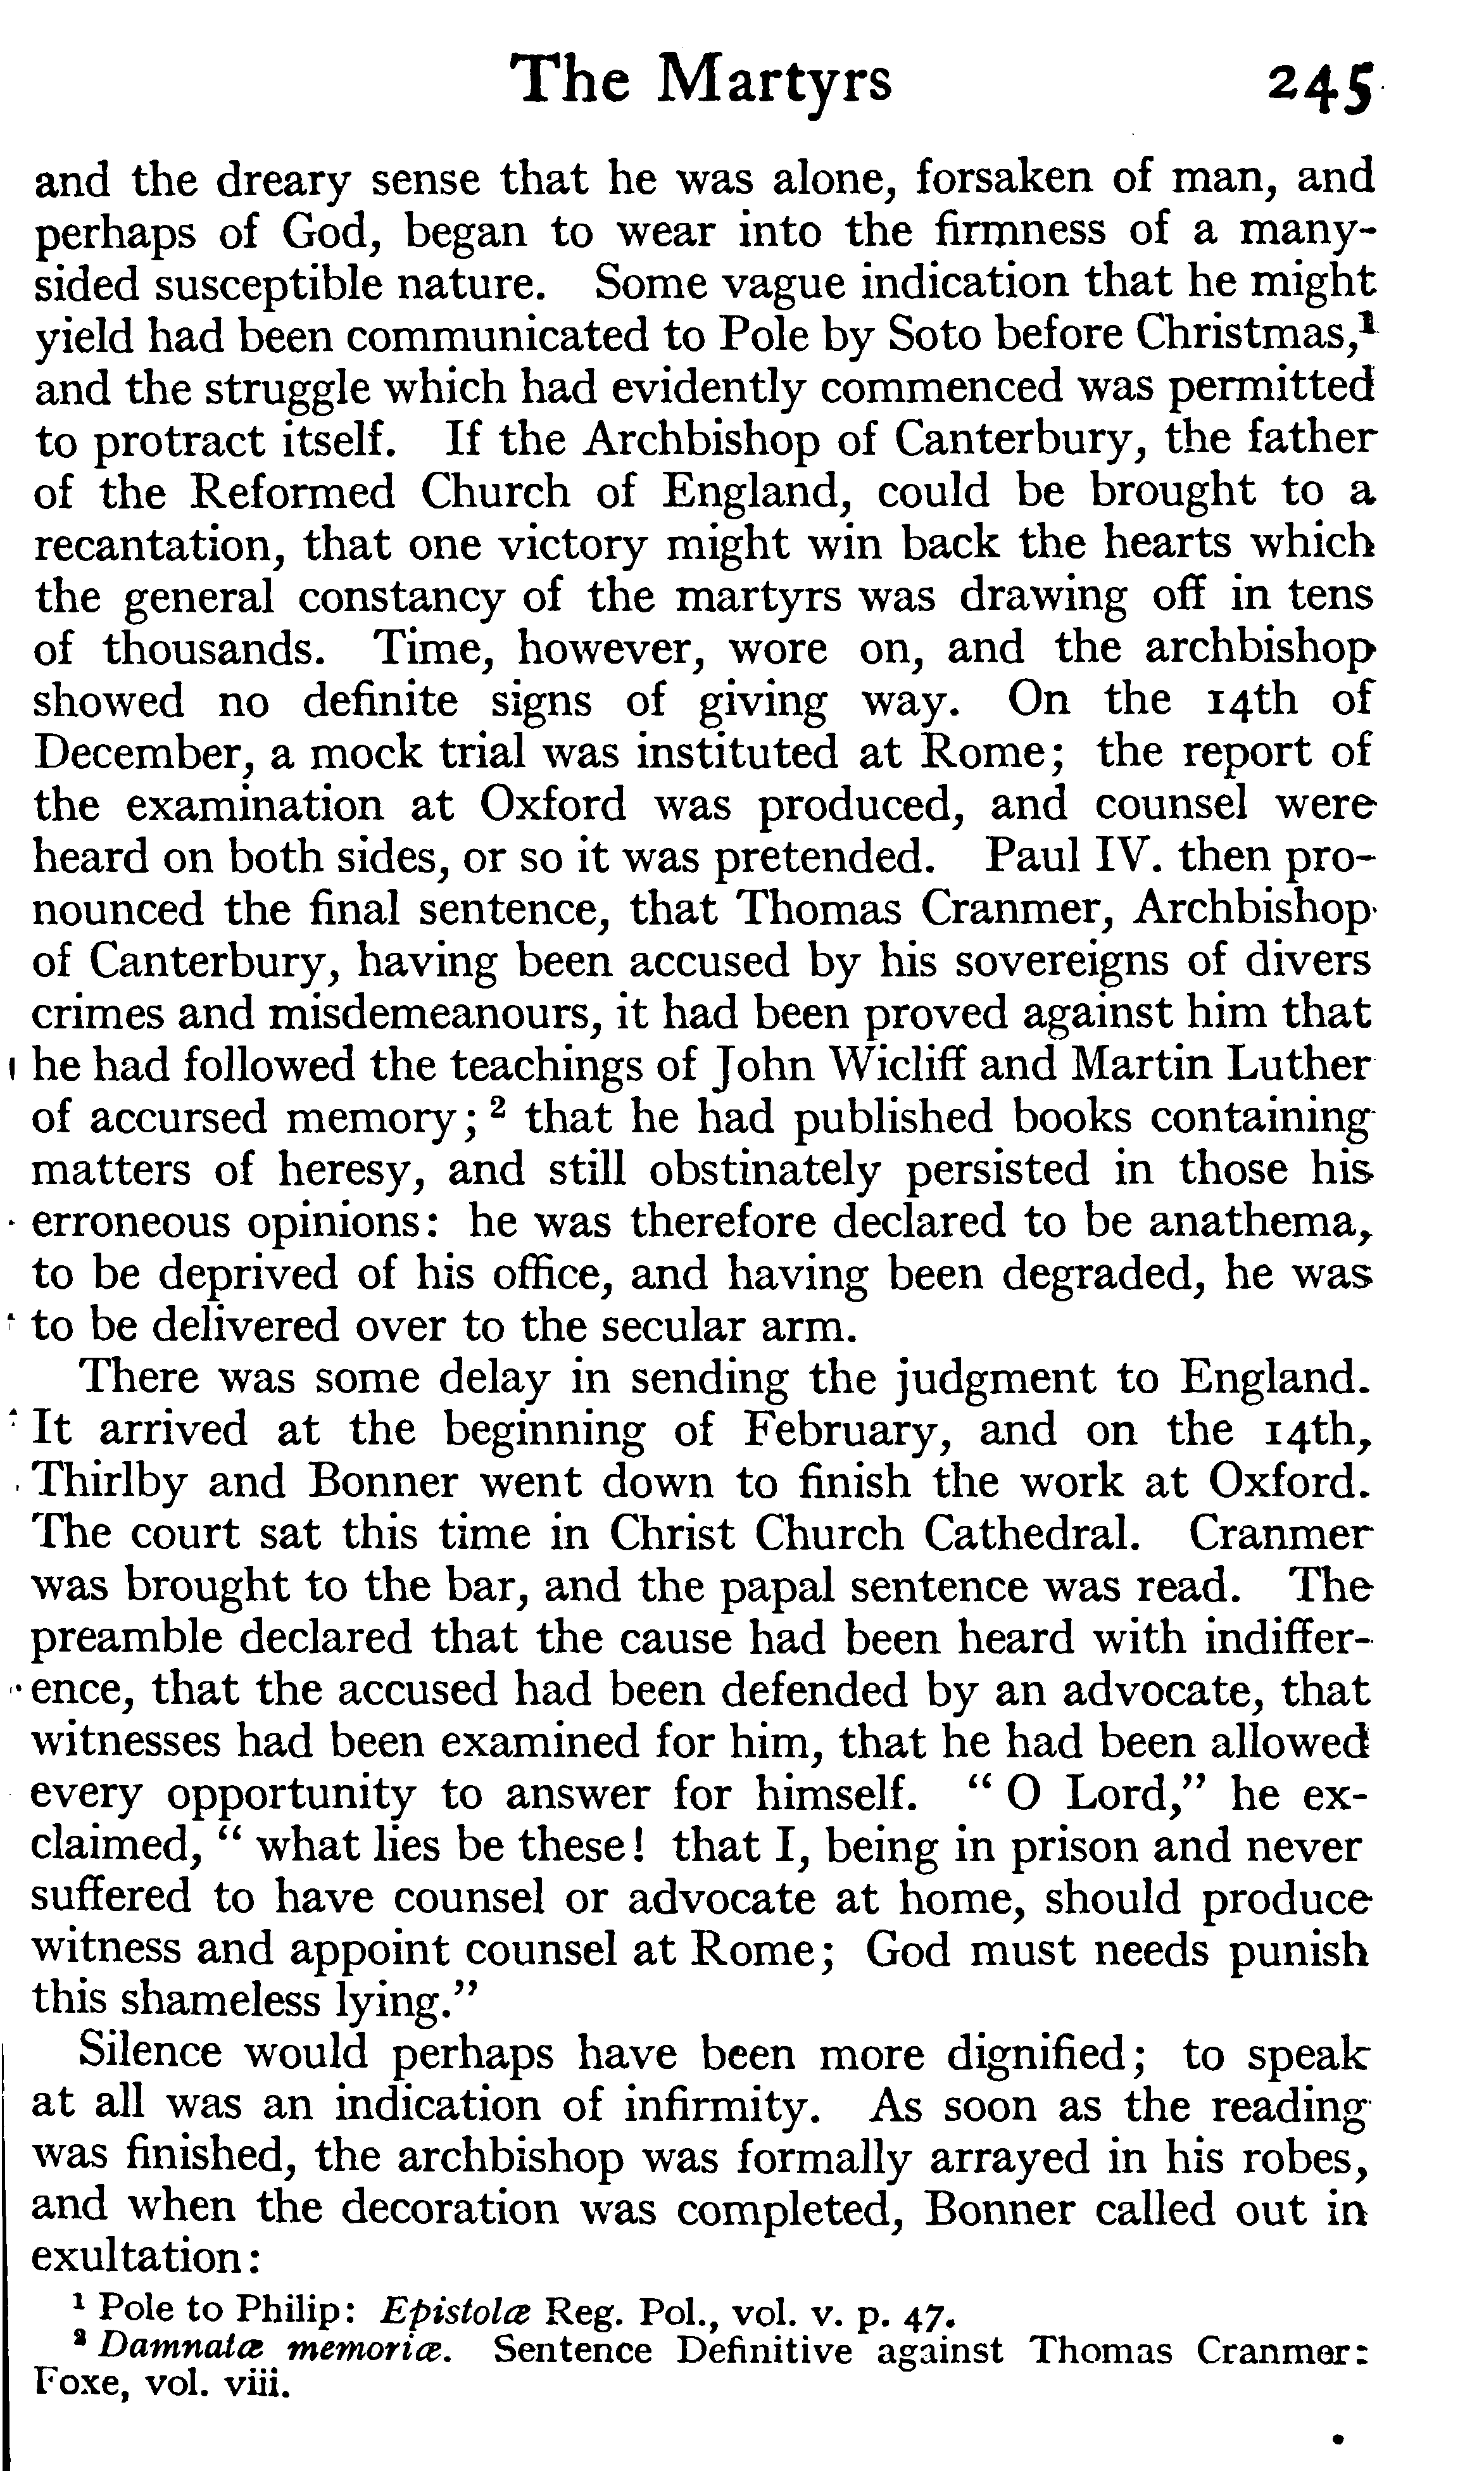 The Martyrs 245
and the dreary sense that he was alone, forsaken of man, and
perhaps of God, began to wear into the firmness of a many-
sided susceptible nature. Some vague indication that he might
yield had been communicated to Pole by Soto before Christmas,¹
and the struggle which had evidently commenced was permitted
to protract itself. If the Archbishop of Canterbury, the father
of the Reformed Church of England, could be brought to a
recantation, that one victory might win back the hearts which
the general constancy of the martyrs was drawing off in tens
of thousands. Time, however, wore on, and the archbishop
showed no definite signs of giving way. On the 14th of
December, a mock trial was instituted at Rome; the report of
the examination at Oxford was produced, and counsel were
heard on both sides, or so it was pretended. Paul IV. then pro-
nounced the final sentence, that Thomas Cranmer, Archbishop
of Canterbury, having been accused by his sovereigns of divers
crimes and misdemeanours, it had been proved against him that
he had followed the teachings of John Wicliff and Martin Luther
of accursed memory;² that he had published books containing
matters of heresy, and still obstinately persisted in those his
erroneous opinions: he was therefore declared to be anathema,
to be deprived of his office, and having been degraded, he was
to be delivered over to the secular arm.
There was some delay in sending the judgment to England.
It arrived at the beginning of February, and on the 14th,
Thirlby and Bonner went down to finish the work at Oxford.
The court sat this time in Christ Church Cathedral. Cranmer
was brought to the bar, and the papal sentence was read. The
preamble declared that the cause had been heard with indiffer-
ence, that the accused had been defended by an advocate, that
witnesses had been examined for him, that he had been allowed
every opportunity to answer for himself. "O Lord," he ex-
claimed, "what lies be these! that I, being in prison and never
suffered to have counsel or advocate at home, should produce
witness and appoint counsel at Rome; God must needs punish
this shameless lying."
Silence would perhaps have been more dignified; to speak
at all was an indication of infirmity. As soon as the reading
was finished, the archbishop was formally arrayed in his robes,
and when the decoration was completed, Bonner called out in
exultation:
¹ Pole to Philip: Epistolæ Reg. Pol., vol. v. p. 47.
² Damnatæ memoriæ. Sentence Definitive against Thomas Cranmer:
Foxe, vol. viii.